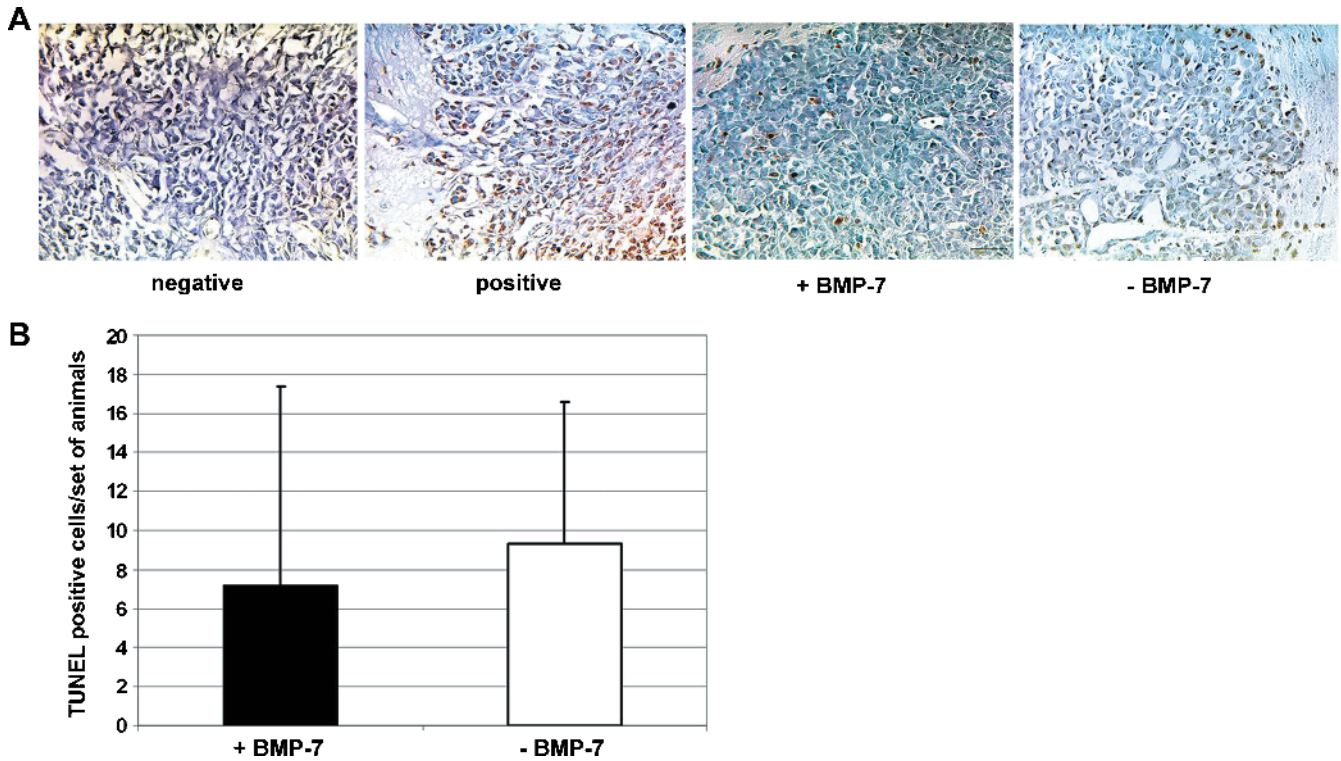 A
negative
positive
+ BMP-7
- BMP-7
B
TUNEL positive cells/set of animals
20
18
16
14
12
10
8
6
4
2
0
+ BMP-7
- BMP-7